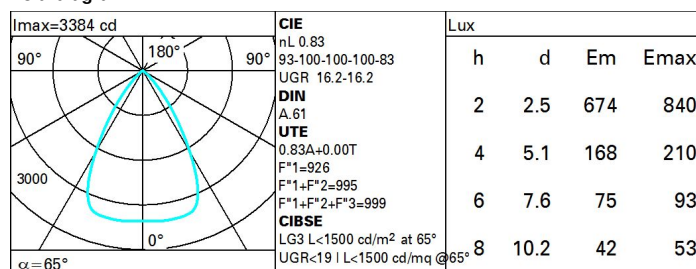 Imax=3384 cd
90° 180° 90°
3000
0°
α=65°
CIE
nL 0.83
93-100-100-100-83
UGR 16.2-16.2
DIN
A.61
UTE
0.83A+0.00T
F"1=926
F"1+F"2=995
F"1+F"2+F"3=999
CIBSE
LG3 L<1500 cd/m² at 65°
UGR<19 | L<1500 cd/mq @65°
Lux
h d Em Emax
2 2.5 674 840
4 5.1 168 210
6 7.6 75 93
8 10.2 42 53